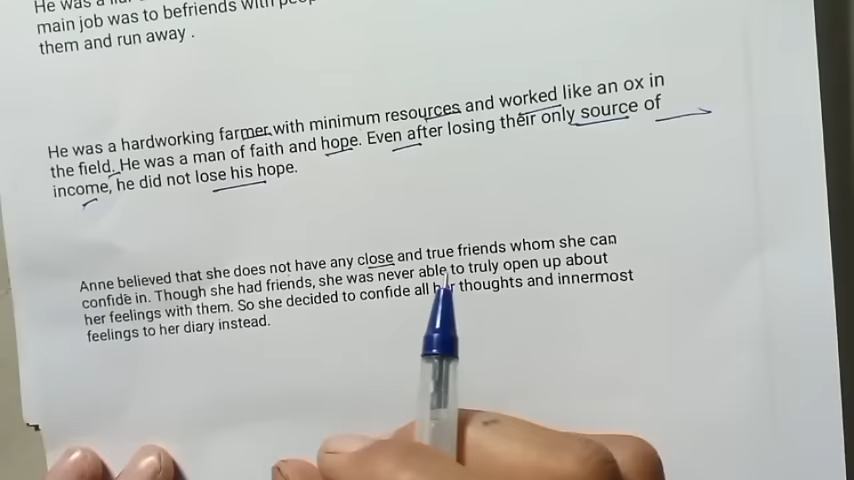 He was a
main job was to befriends with
them and run away .
He was a hardworking farmer with minimum resources and worked like an ox in
the field. He was a man of faith and hope. Even after losing their only source of
income, he did not lose his hope.
Anne believed that she does not have any close and true friends whom she can
confide in. Though she had friends, she was never able to truly open up about
her feelings with them. So she decided to confide all her thoughts and innermost
feelings to her diary instead.